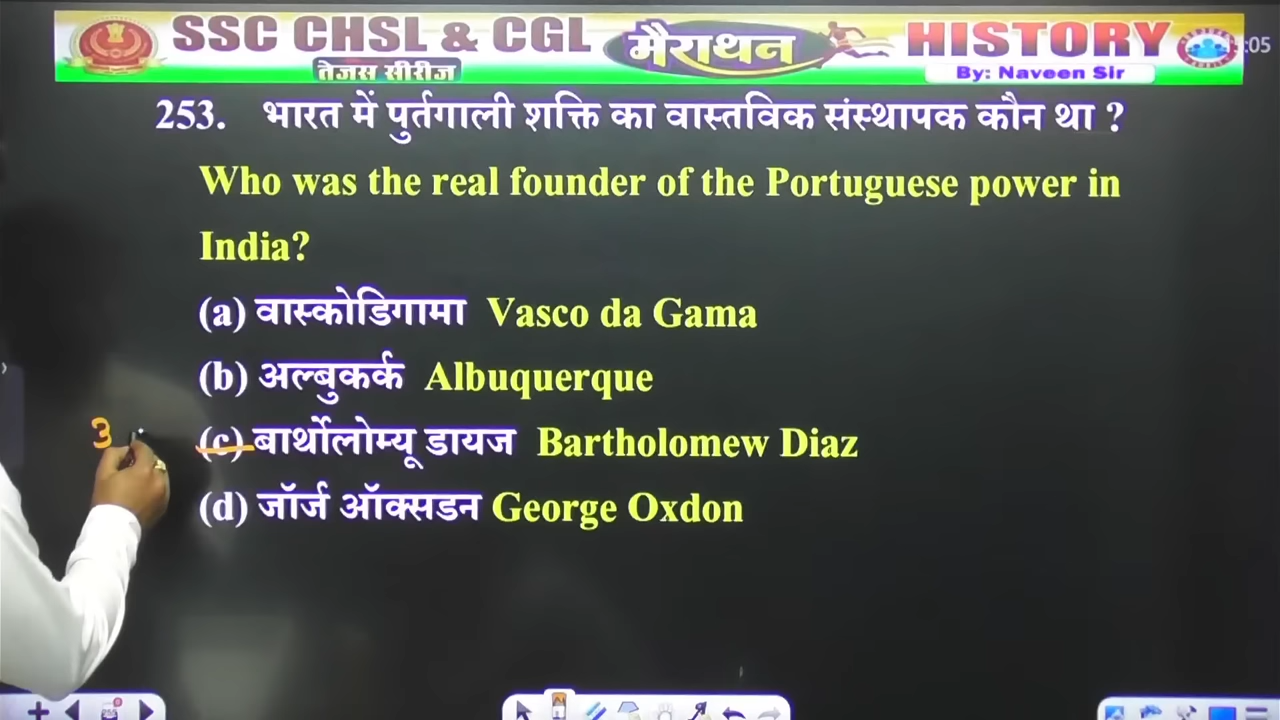 SSC CHSL & CGL मैराथन HISTORY
तेजस सीरीज By: Naveen Sir
:05
253. भारत में पुर्तगाली शक्ति का वास्तविक संस्थापक कौन था ?
Who was the real founder of the Portuguese power in
India?
(a) वास्कोडिगामा Vasco da Gama
(b) अल्बुकर्क Albuquerque
3 (c) बार्थोलोम्यू डायज Bartholomew Diaz
(d) जॉर्ज ऑक्सडन George Oxdon